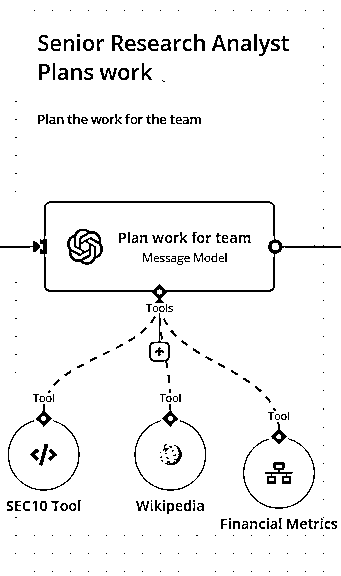 Senior Research Analyst
Plans work
Plan the work for the team
Plan work for team
Message Model
Tools
Tool
Tool
Tool
SEC10 Tool
Wikipedia
Financial Metrics